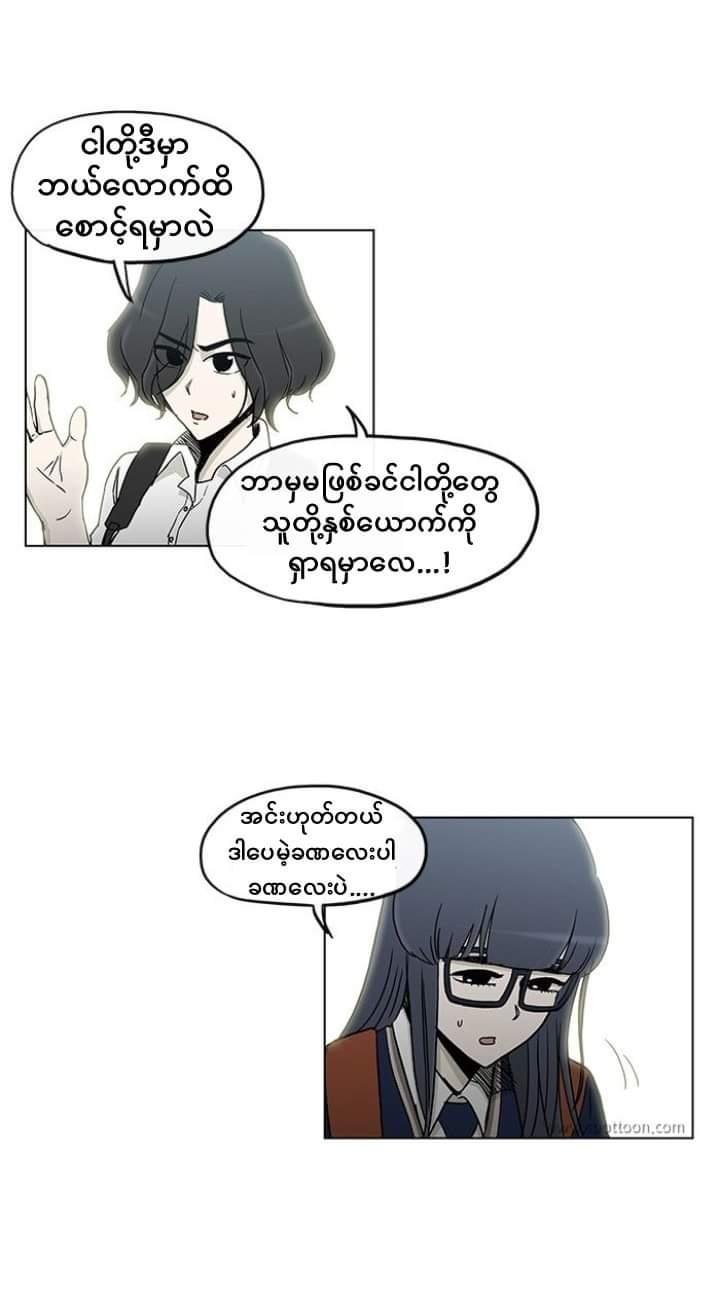 ငါတို့ဒီမှာ
ဘယ်လောက်ထိ
စောင့်ရမှာလဲ
ဘာမှမဖြစ်ခင်ငါတို့တွေ
သူတို့နှစ်ယောက်ကို
ရှာရမှာလေ...!
အင်းဟုတ်တယ်
ဒါပေမဲ့ခဏလေးပါ
ခဏလေးပဲ....